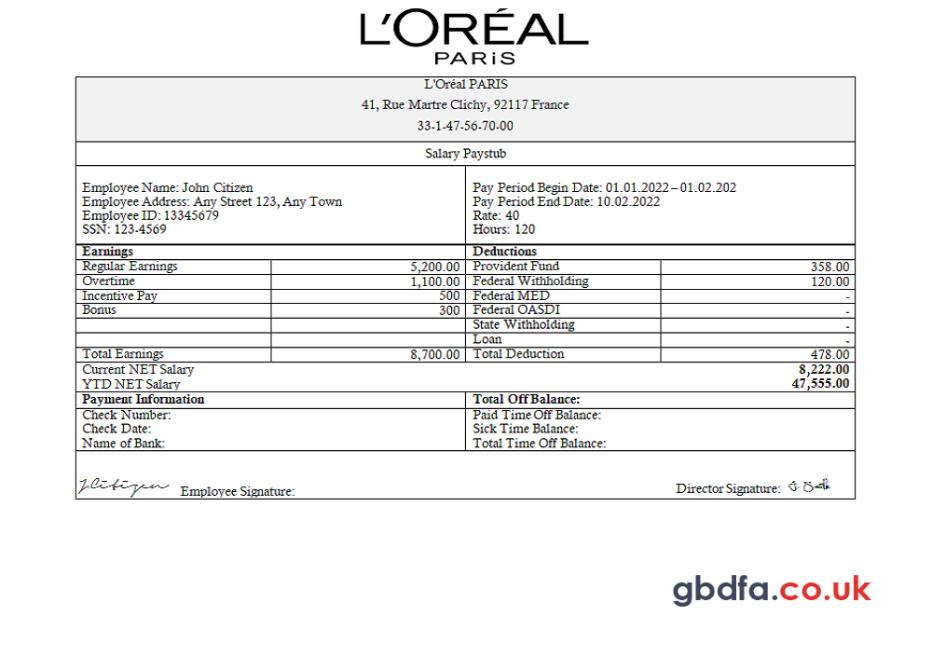 L'ORÉAL
PARiS
L'Oréal PARIS
41, Rue Martre Clichy, 92117 France
33-1-47-56-70-00
Salary Paystub
Employee Name: John Citizen
Employee Address: Any Street 123, Any Town
Employee ID: 13345679
SSN: 123-4569
Pay Period Begin Date: 01.01.2022 – 01.02.202
Pay Period End Date: 10.02.2022
Rate: 40
Hours: 120
Earnings Deductions
Regular Earnings 5,200.00 Provident Fund 358.00
Overtime 1,100.00 Federal Withholding 120.00
Incentive Pay 500 Federal MED -
Bonus 300 Federal OASDI -
State Withholding -
Loan -
Total Earnings 8,700.00 Total Deduction 478.00
Current NET Salary 8,222.00
YTD NET Salary 47,555.00
Payment Information Total Off Balance:
Check Number: Paid Time Off Balance:
Check Date: Sick Time Balance:
Name of Bank: Total Time Off Balance:
J.Citizen Employee Signature: Director Signature:
gbdfa.co.uk